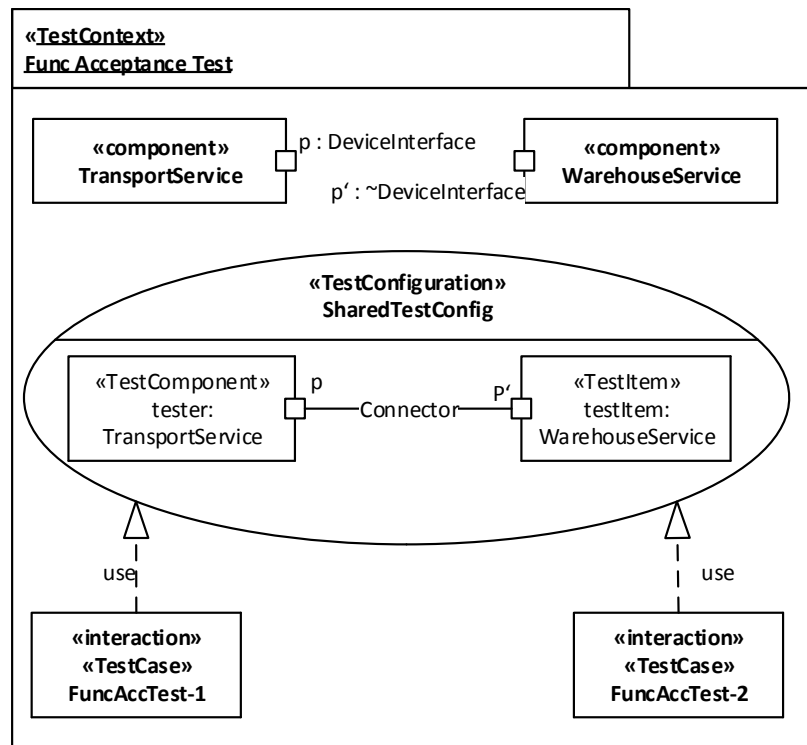 «TestContext»
Func Acceptance Test
«component»
TransportService
p : DeviceInterface
p‘ : ~DeviceInterface
«component»
WarehouseService
«TestConfiguration»
SharedTestConfig
«TestComponent»
tester:
TransportService
p
Connector
P‘
«TestItem»
testItem:
WarehouseService
use
use
«interaction»
«TestCase»
FuncAccTest-1
«interaction»
«TestCase»
FuncAccTest-2